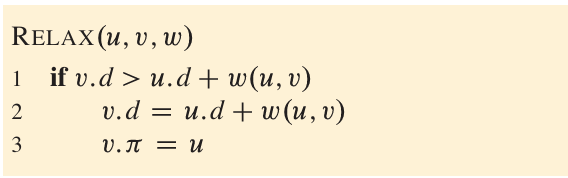 RELAX(u, v, w)
1 if v.d > u.d + w(u, v)
2 v.d = u.d + w(u, v)
3 v.π = u